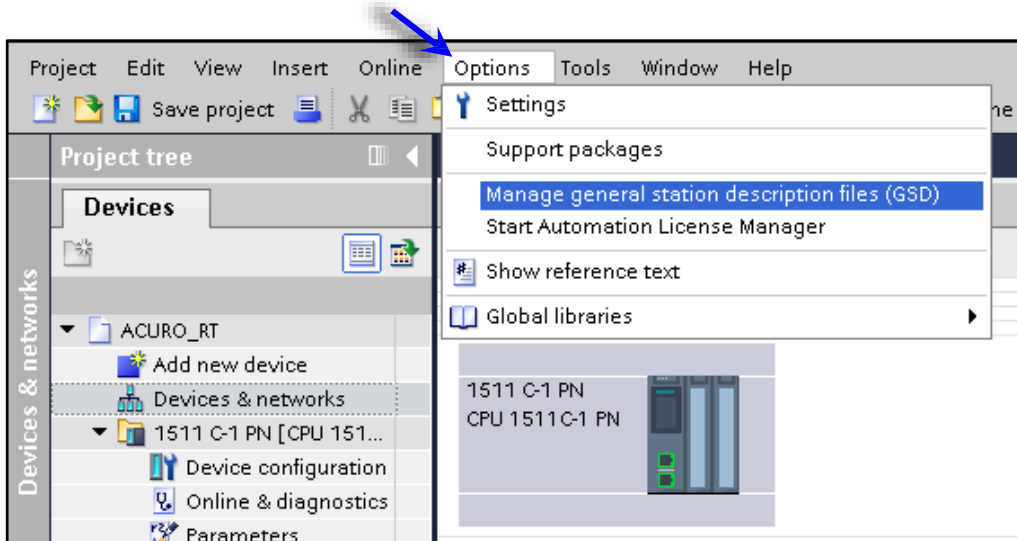 Project Edit View Insert Online Options Tools Window Help
Save project
Settings
Support packages
Manage general station description files (GSD)
Start Automation License Manager
Show reference text
Global libraries
Project tree
Devices
Devices & networks
ACURO_RT
Add new device
Devices & networks
1511 C-1 PN [CPU 151...
Device configuration
Online & diagnostics
Parameters
1511 C-1 PN
CPU 1511C-1 PN